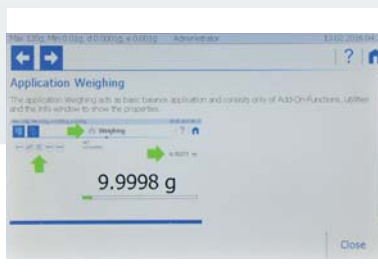 Max 120g, Min 0.01g, d 0.0001g, e 0.001g Administrator
?
Application Weighing
The application Weighing acts as basic balance application and consists only of Add-On-Functions, Utilities
and the Info window to show the properties.
Weighing ?
9.9998 g
Close